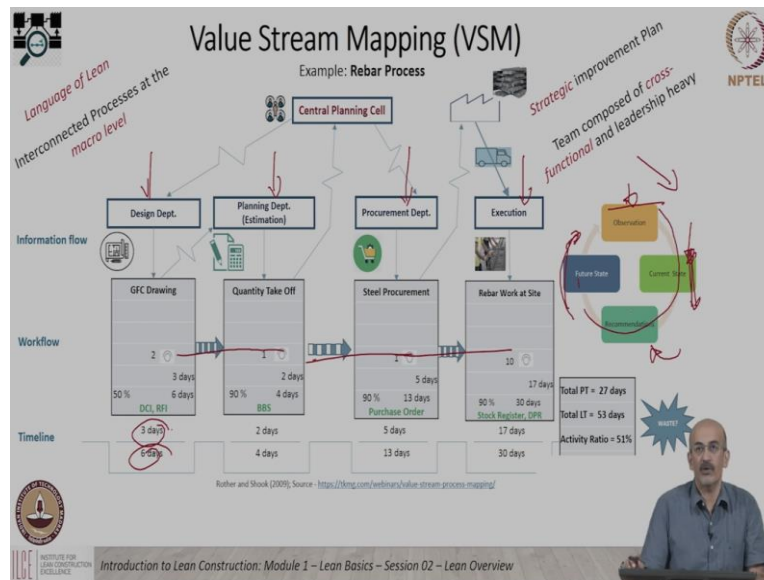 Value Stream Mapping (VSM)
Example: Rebar Process
Language of Lean
Interconnected Processes at the
macro level
Strategic improvement Plan
Team composed of cross-
functional and leadership heavy
NPTEL
Central Planning Cell
Information flow
Design Dept.
Planning Dept.
(Estimation)
Procurement Dept.
Execution
Observation
Current State
Recommendations
Future State
Workflow
GFC Drawing
2
3 days
50 % 6 days
DCI, RFI
Quantity Take Off
1
2 days
90 % 4 days
BBS
Steel Procurement
1
5 days
90 % 13 days
Purchase Order
Rebar Work at Site
10
17 days
90 % 30 days
Stock Register, DPR
Total PT = 27 days
Total LT = 53 days
Activity Ratio = 51%
WASTE?
Timeline
3 days 2 days 5 days 17 days
6 days 4 days 13 days 30 days
Rother and Shook (2009); Source - https://tkmg.com/webinars/value-stream-process-mapping/
ILCE INSTITUTE FOR
LEAN CONSTRUCTION
EXCELLENCE
Introduction to Lean Construction: Module 1 – Lean Basics – Session 02 – Lean Overview